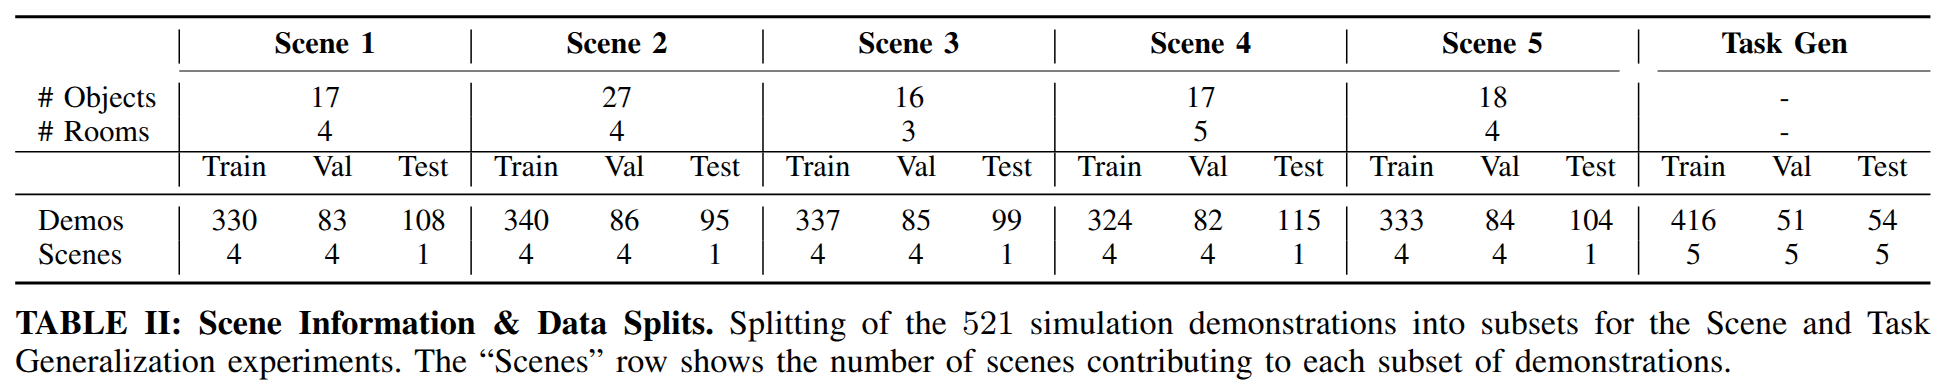 Scene 1 Scene 2 Scene 3 Scene 4 Scene 5 Task Gen
# Objects 17 27 16 17 18 -
# Rooms 4 4 3 5 4 -
Train Val Test Train Val Test Train Val Test Train Val Test Train Val Test Train Val Test
Demos 330 83 108 340 86 95 337 85 99 324 82 115 333 84 104 416 51 54
Scenes 4 4 1 4 4 1 4 4 1 4 4 1 4 4 1 5 5 5
TABLE II: Scene Information & Data Splits. Splitting of the 521 simulation demonstrations into subsets for the Scene and Task
Generalization experiments. The “Scenes” row shows the number of scenes contributing to each subset of demonstrations.